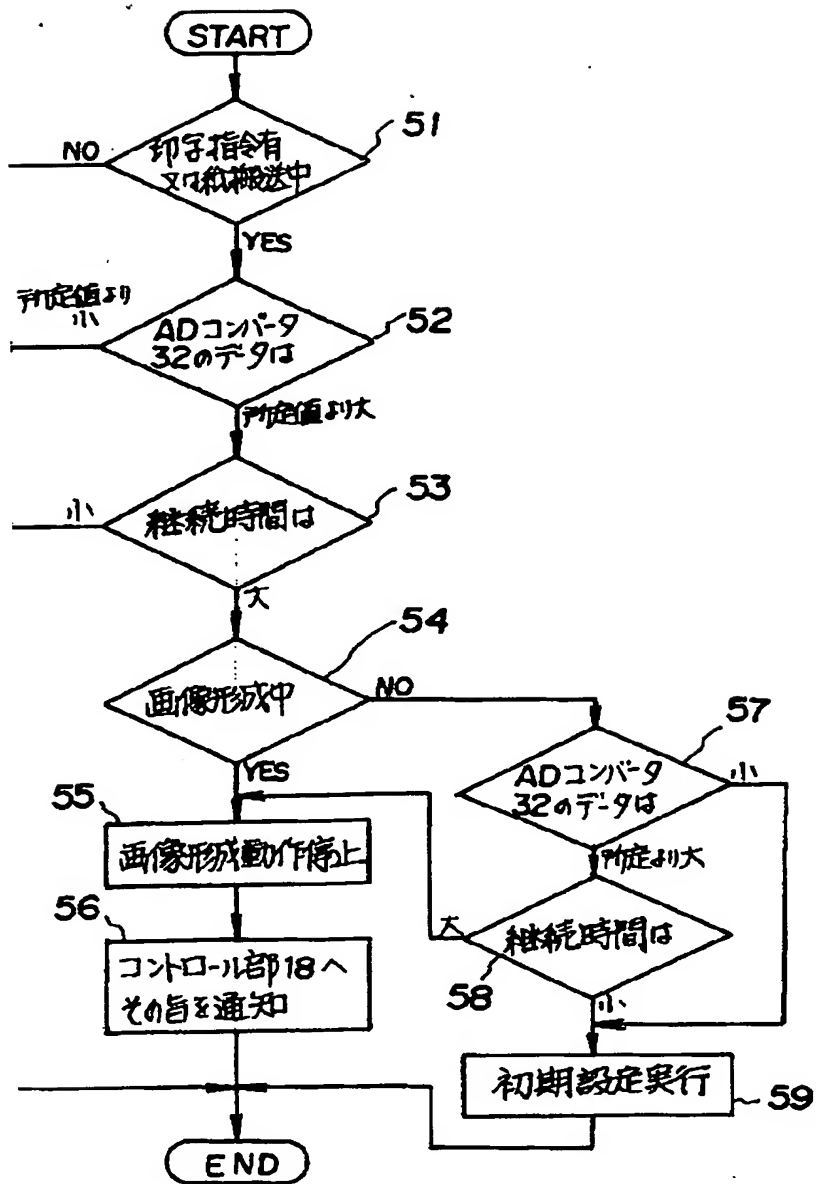 START
51
NO
印字指令有
又は紙搬送中
YES
所定値より
小
52
ADコンバータ
32のデータは
所定値より大
53
小
継続時間は
大
54
画像形成中
NO
57
YES
ADコンバータ
32のデータは
小
55
画像形成動作停止
所定より大
56
大
継続時間は
58
コントロール部18へ
その旨を通知
小
初期設定実行
59
END